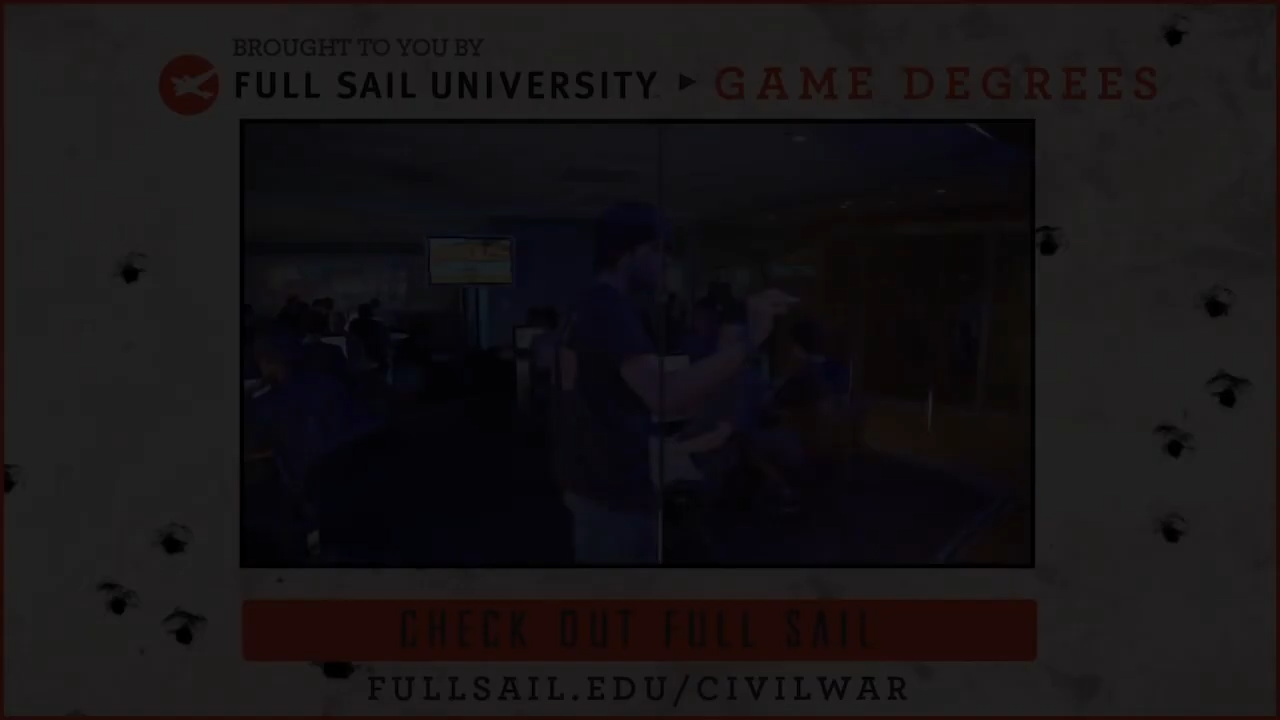 BROUGHT TO YOU BY
FULL SAIL UNIVERSITY ▸ GAME DEGREES
CHECK OUT FULL SAIL
FULLSAIL.EDU/CIVILWAR